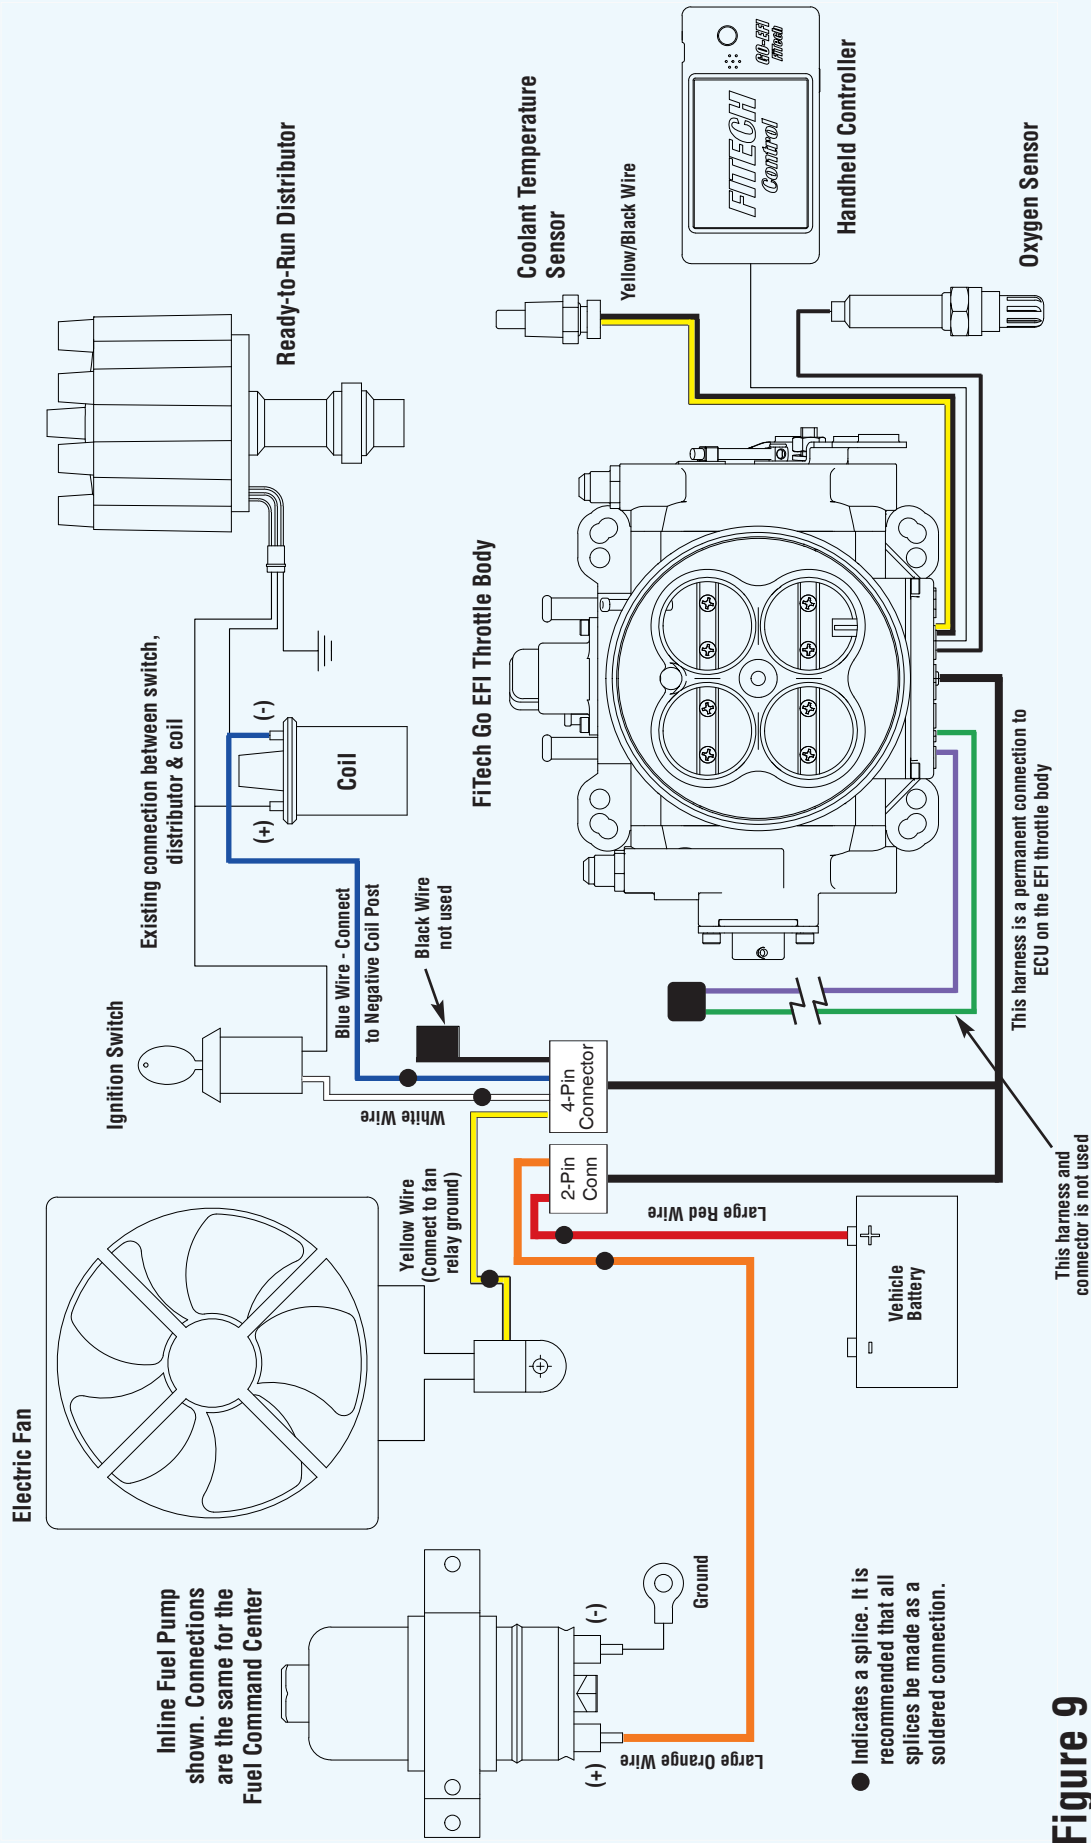 Electric Fan
Ignition Switch
Ready-to-Run Distributor
Existing connection between switch,
distributor & coil
Inline Fuel Pump
shown. Connections
are the same for the
Fuel Command Center
(+)
(-)
Coil
Blue Wire - Connect
to Negative Coil Post
White Wire
Black Wire
not used
Yellow Wire
(Connect to fan
relay ground)
Coolant Temperature
Sensor
Yellow/Black Wire
FiTech Go EFI Throttle Body
2-Pin
Conn
4-Pin
Connector
(+)
(-)
Ground
Large Orange Wire
Large Red Wire
FITECH
Control
GO-EFI
FiTech
Handheld Controller
Oxygen Sensor
Vehicle
Battery
-
+
Indicates a splice. It is
recommended that all
splices be made as a
soldered connection.
This harness is a permanent connection to
ECU on the EFI throttle body
This harness and
connector is not used
Figure 9